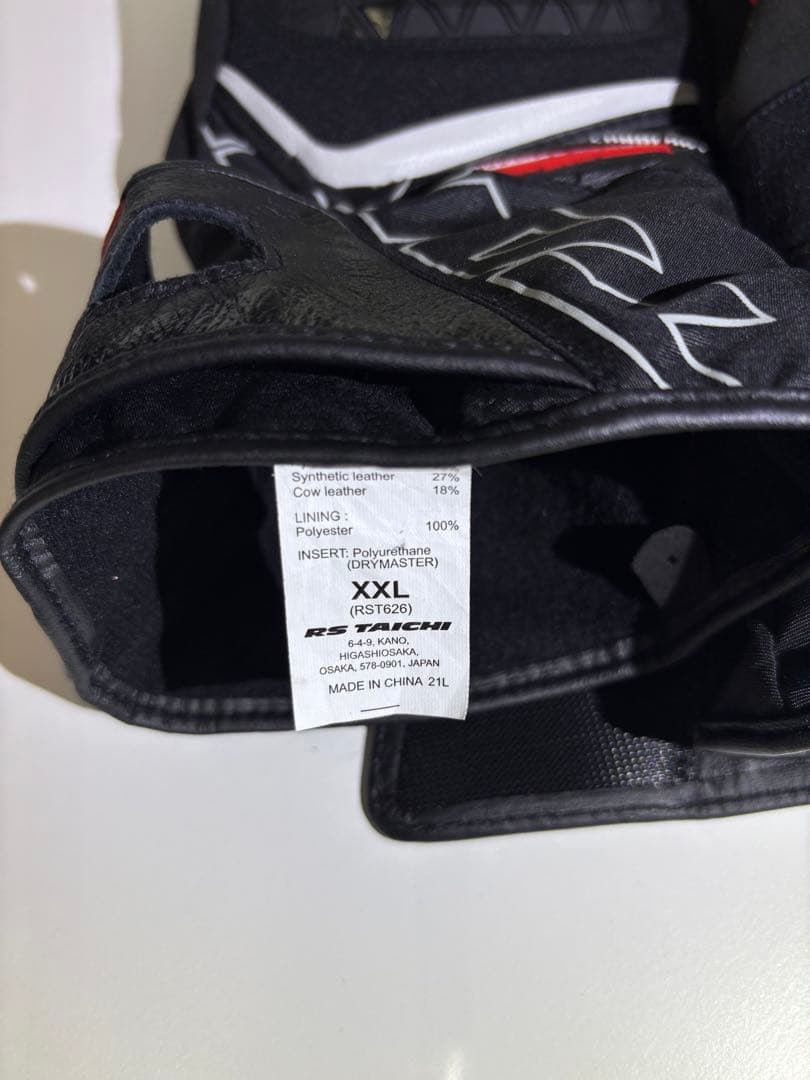 Synthetic leather 27%
Cow leather 18%
LINING :
Polyester 100%
INSERT: Polyurethane
(DRYMASTER)
XXL
(RST626)
RS TAICHI
6-4-9, KANO,
HIGASHIOSAKA,
OSAKA, 578-0901, JAPAN
MADE IN CHINA 21L